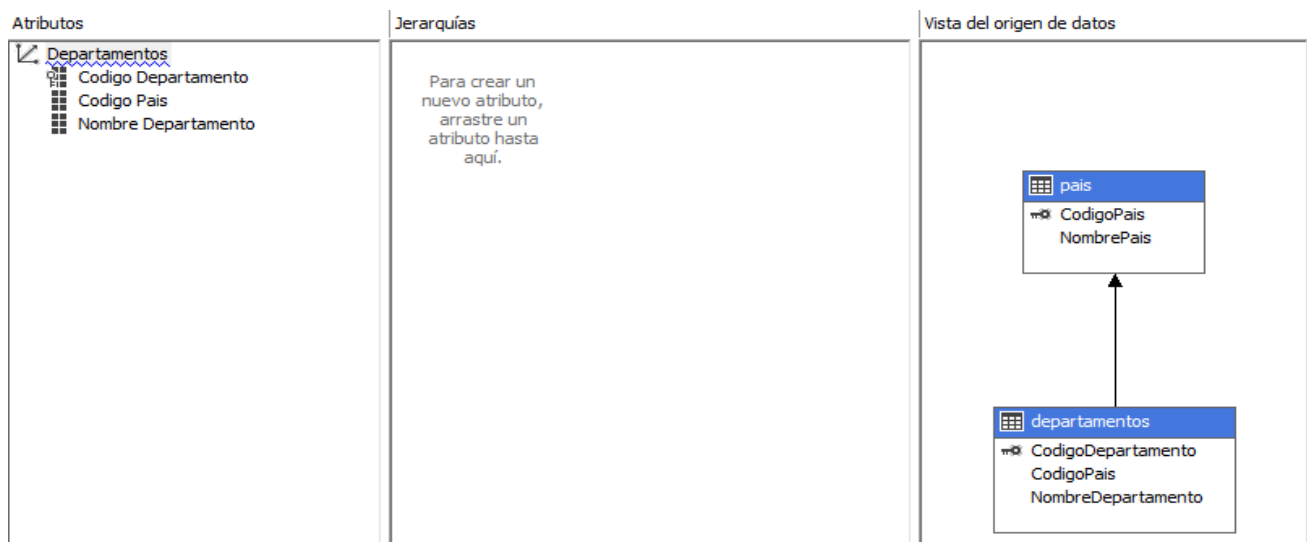 Atributos
Departamentos
Codigo Departamento
Codigo Pais
Nombre Departamento
Jerarquías
Para crear un
nuevo atributo,
arrastre un
atributo hasta
aquí.
Vista del origen de datos
pais
CodigoPais
NombrePais
departamentos
CodigoDepartamento
CodigoPais
NombreDepartamento